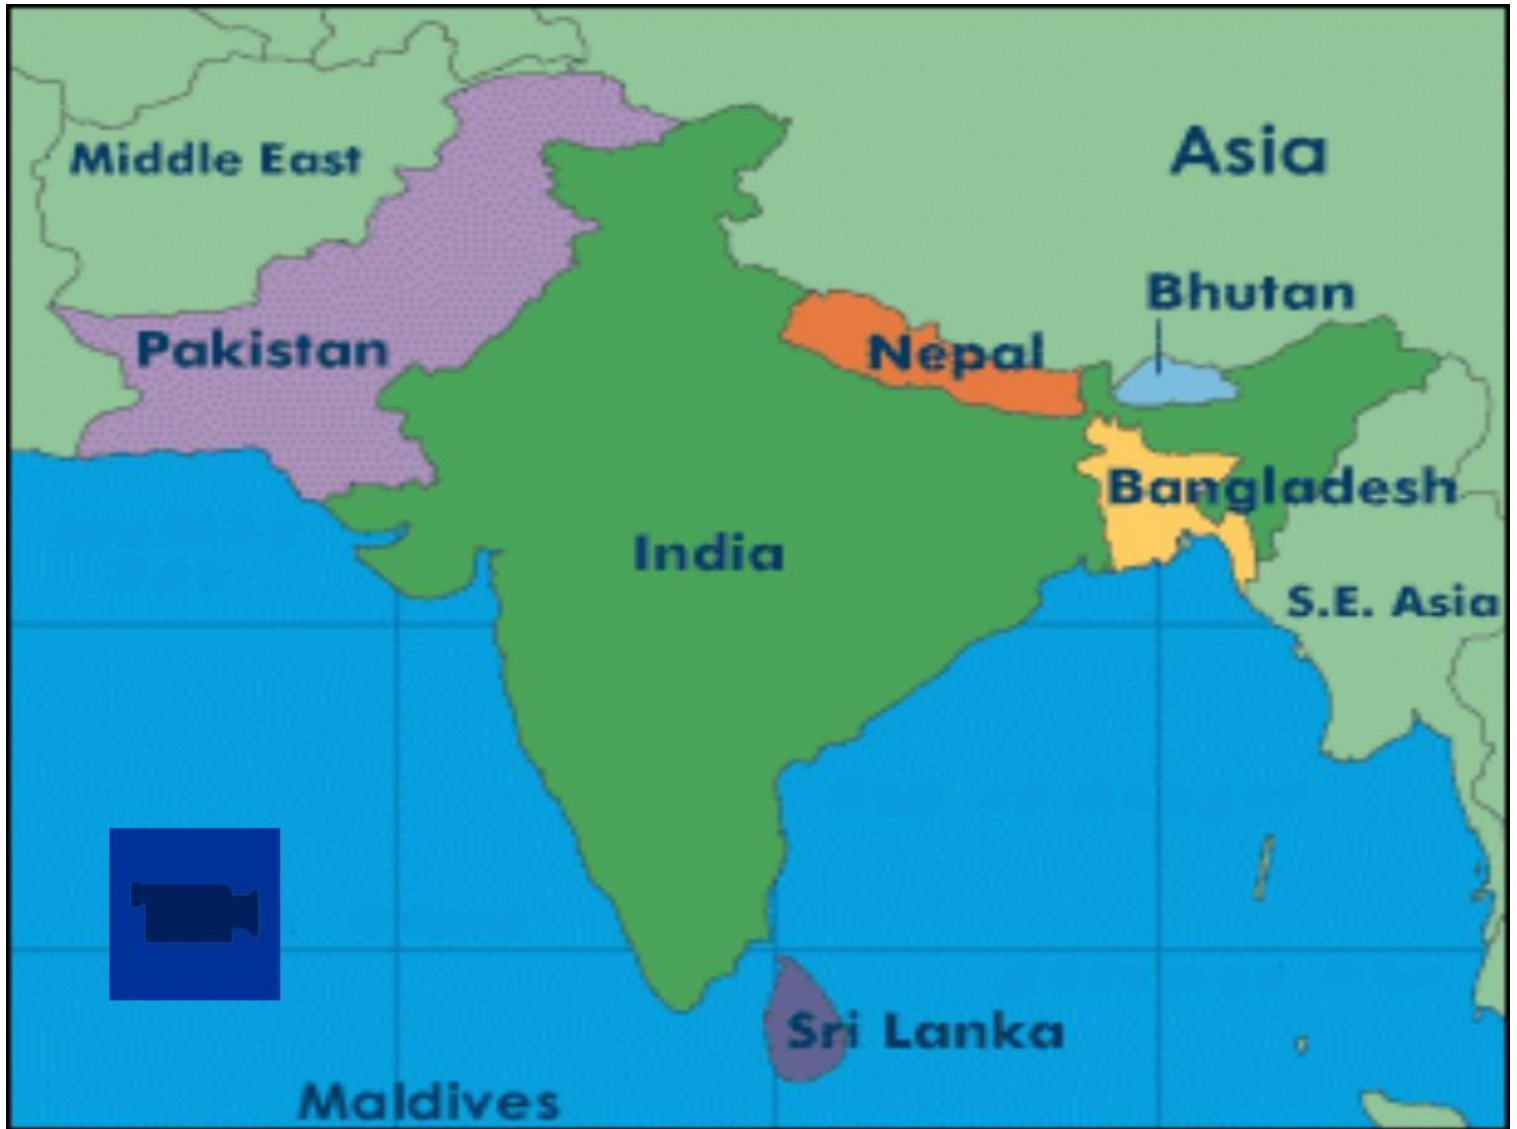 Middle East
Asia
Bhutan
Pakistan
Nepal
Bangladesh
India
S.E. Asia
Sri Lanka
Maldives